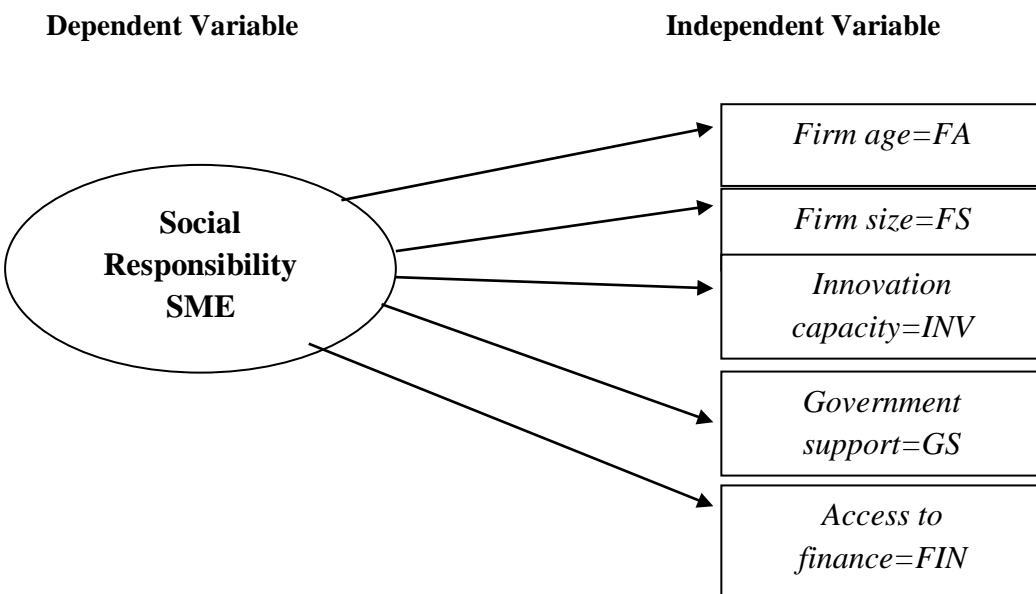 Dependent Variable
Independent Variable
Firm age=FA
Firm size=FS
Social
Responsibility
SME
Innovation
capacity=INV
Government
support=GS
Access to
finance=FIN